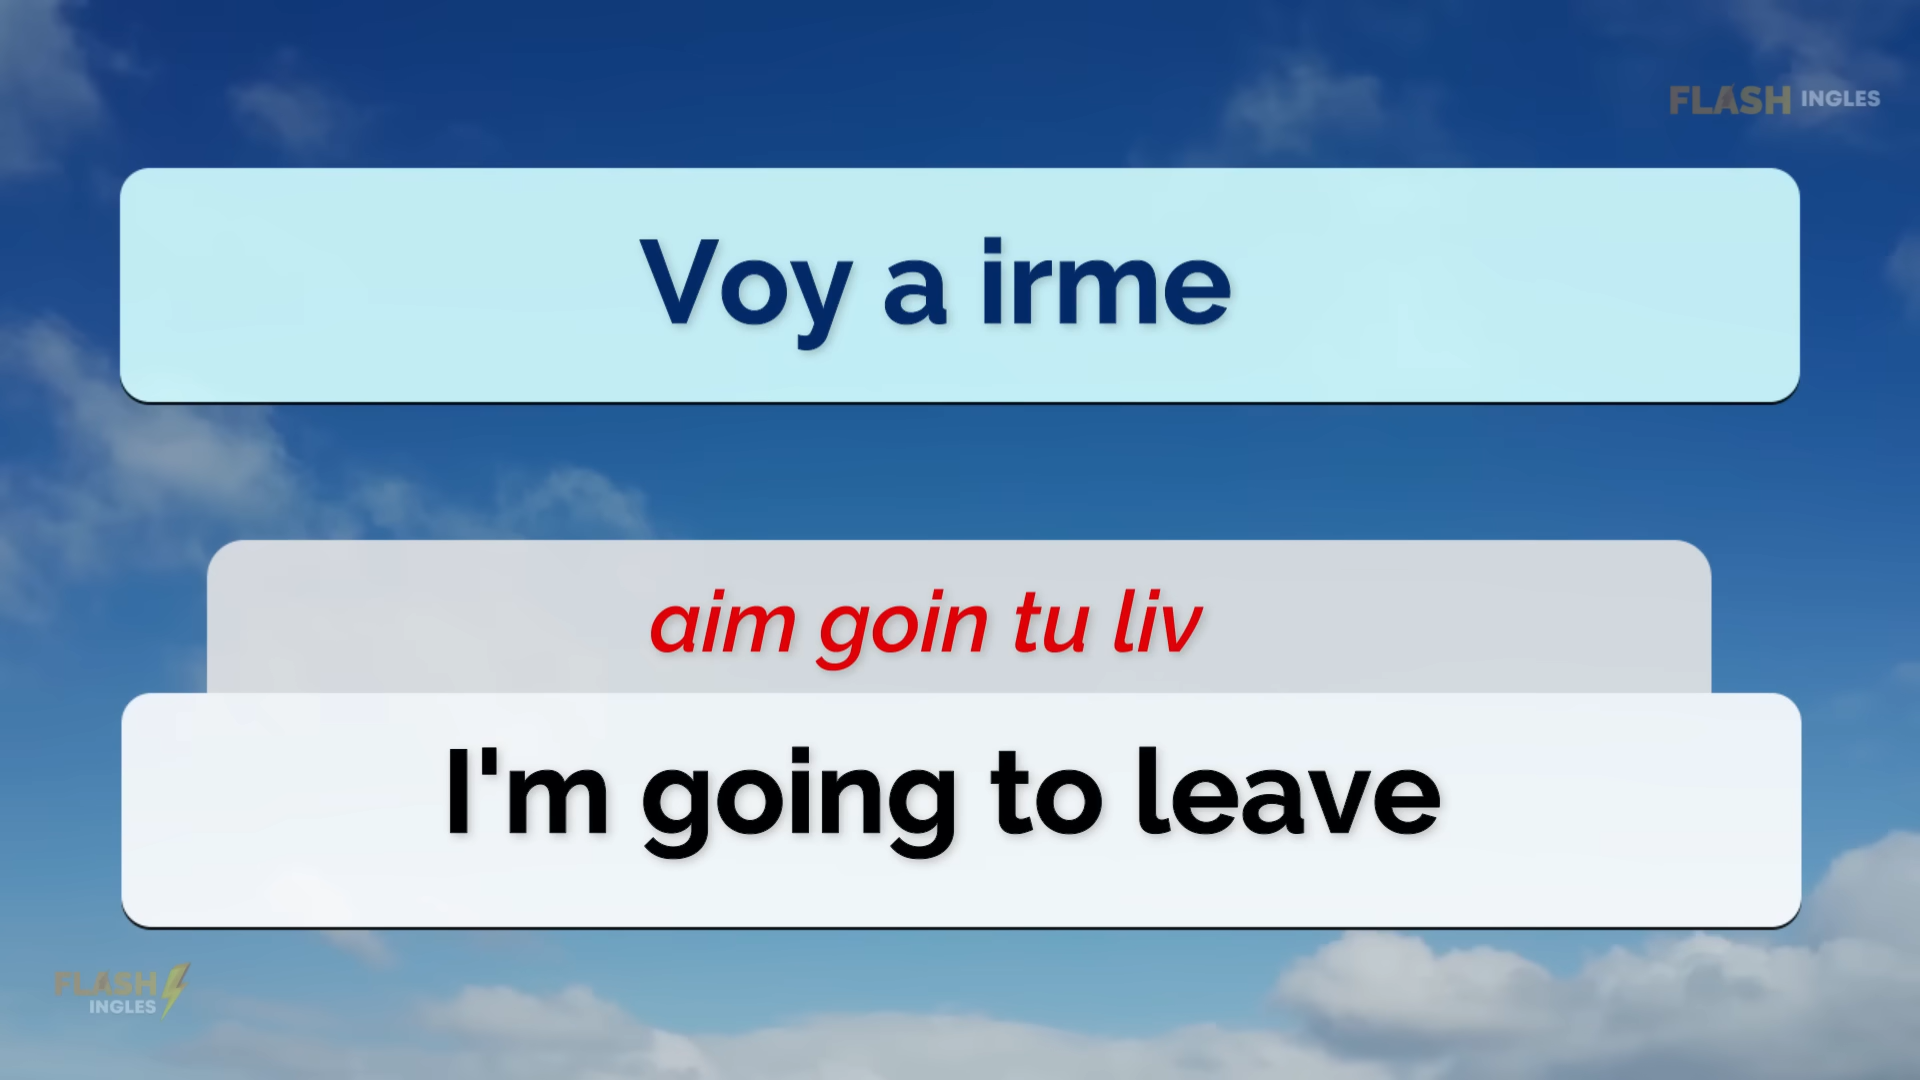 FLASH INGLES
Voy a irme
aim goin tu liv
I'm going to leave
FLASH
INGLES